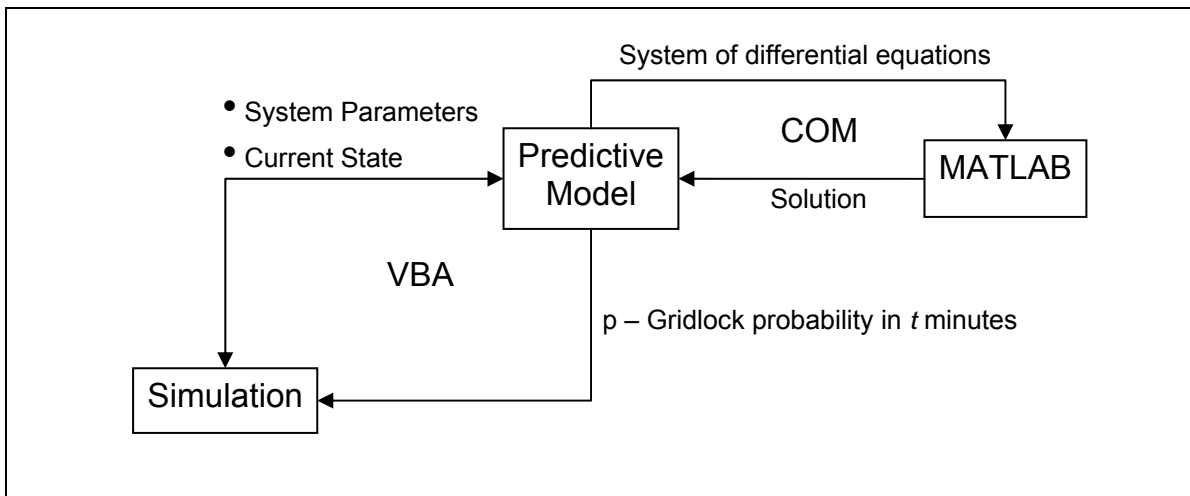 System of differential equations
• System Parameters
• Current State
COM
Predictive
Model
MATLAB
Solution
VBA
p – Gridlock probability in t minutes
Simulation